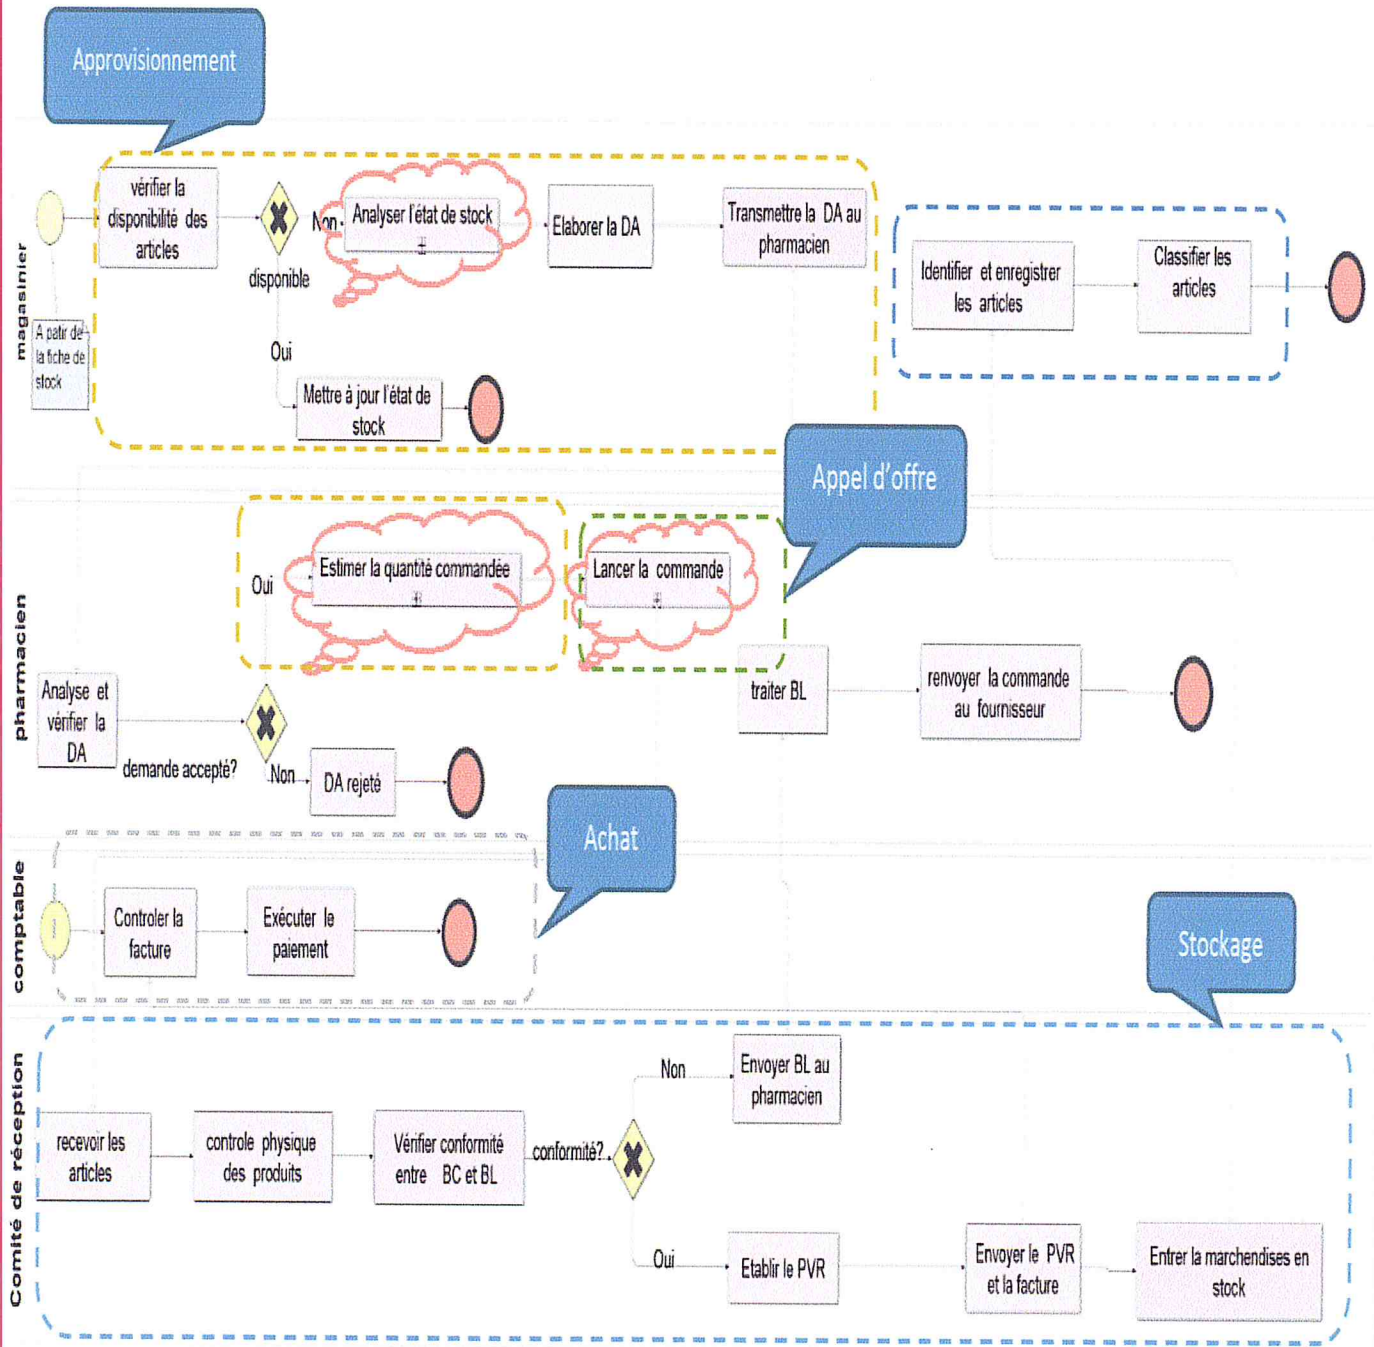 Approvisionnement
magasinier
vérifier la
disponibilité des
articles
Non
Analyser l'état de stock
Elaborer la DA
Transmettre la DA au
pharmacien
disponible
Oui
A patir de
la fiche de
stock
Mettre à jour l'état de
stock
Identifier et enregistrer
les articles
Classifier les
articles
Appel d'offre
pharmacien
Oui
Estimer la quantité commandée
Lancer la commande
Analyse et
vérifier la
DA
demande accepté?
Non
DA rejeté
traiter BL
renvoyer la commande
au fournisseur
Achat
comptable
Controler la
facture
Exécuter le
paiement
Stockage
Comité de réception
recevoir les
articles
controle physique
des produits
Vérifier conformité
entre BC et BL
conformité?
Non
Envoyer BL au
pharmacien
Oui
Etablir le PVR
Envoyer le PVR
et la facture
Entrer la marchendises en
stock